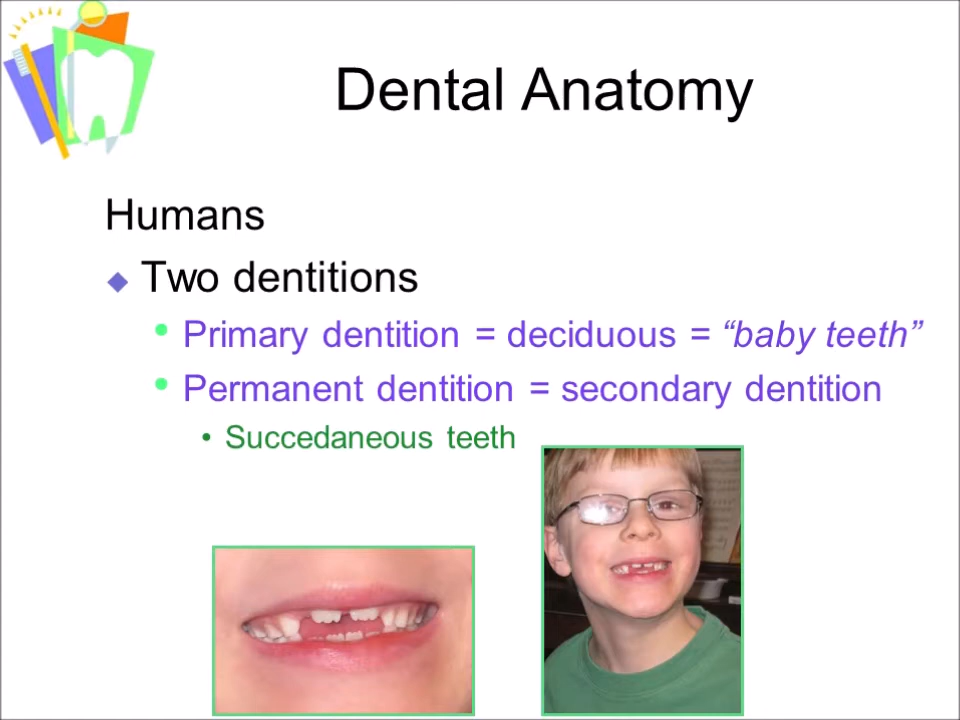 Dental Anatomy
Humans
Two dentitions
Primary dentition = deciduous = “baby teeth”
Permanent dentition = secondary dentition
Succedaneous teeth